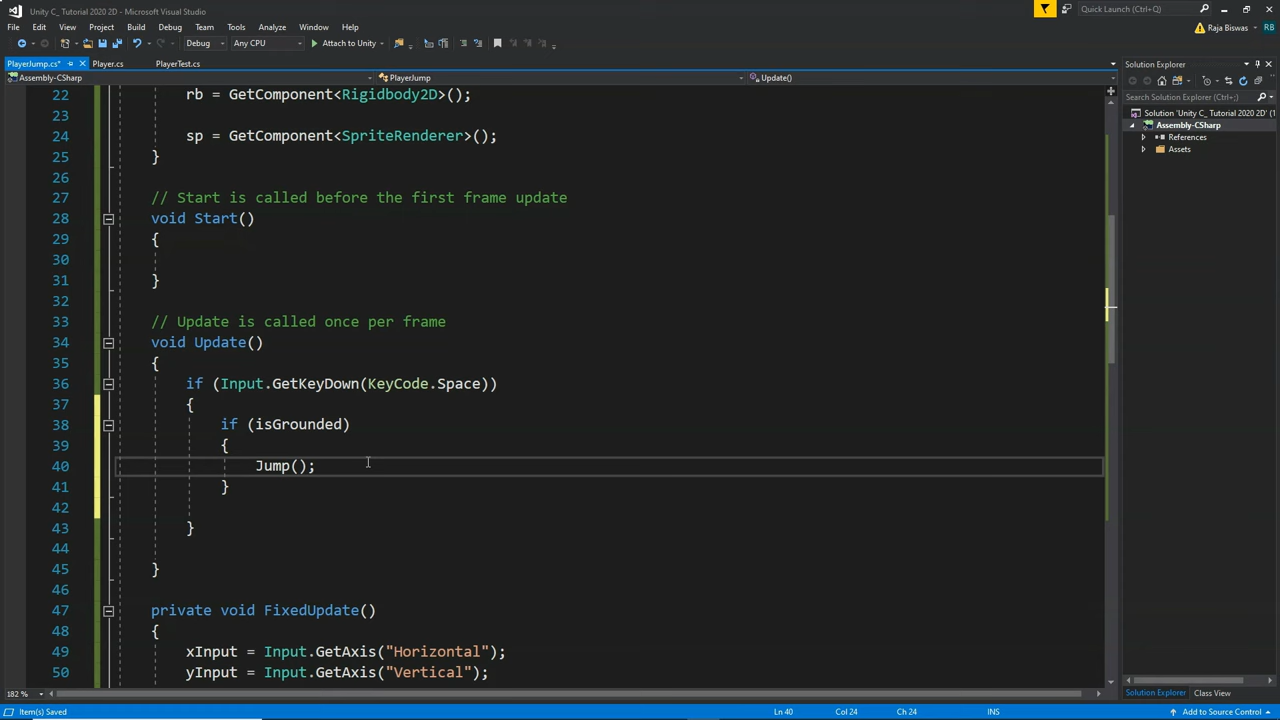 Unity C_ Tutorial 2020 2D - Microsoft Visual Studio
Quick Launch (Ctrl+Q)
File Edit View Project Build Debug Team Tools Analyze Window Help
Raja Biswas RB
Debug Any CPU Attach to Unity
PlayerJump.cs* Player.cs PlayerTest.cs
Assembly-CSharp PlayerJump Update()
22 rb = GetComponent<Rigidbody2D>();
23
24 sp = GetComponent<SpriteRenderer>();
25 }
26
27 // Start is called before the first frame update
28 void Start()
29 {
30
31 }
32
33 // Update is called once per frame
34 void Update()
35 {
36 if (Input.GetKeyDown(KeyCode.Space))
37 {
38 if (isGrounded)
39 {
40 Jump();
41 }
42
43 }
44
45 }
46
47 private void FixedUpdate()
48 {
49 xInput = Input.GetAxis("Horizontal");
50 yInput = Input.GetAxis("Vertical");
182 %
Solution Explorer
Search Solution Explorer (Ctrl+;)
Solution 'Unity C_ Tutorial 2020 2D' (1
Assembly-CSharp
References
Assets
Solution Explorer Class View
Item(s) Saved Ln 40 Col 24 Ch 24 INS Add to Source Control